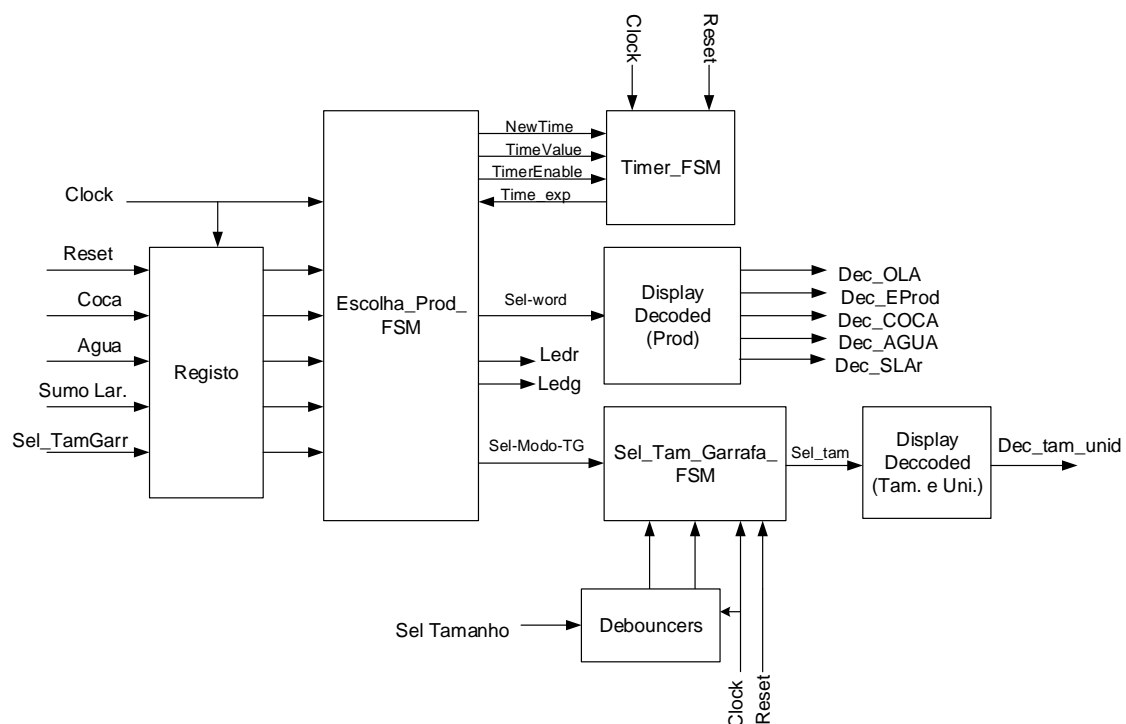 Clock
Reset
NewTime
TimeValue
TimerEnable
Time_exp
Timer_FSM
Clock
Reset
Coca
Agua
Sumo Lar.
Sel_TamGarr
Registo
Escolha_Prod_
FSM
Sel-word
Ledr
Ledg
Sel-Modo-TG
Display
Decoded
(Prod)
Dec_OLA
Dec_EProd
Dec_COCA
Dec_AGUA
Dec_SLAr
Sel_Tam_Garrafa_
FSM
Sel_tam
Display
Deccoded
(Tam. e Uni.)
Dec_tam_unid
Sel Tamanho
Debouncers
Clock
Reset